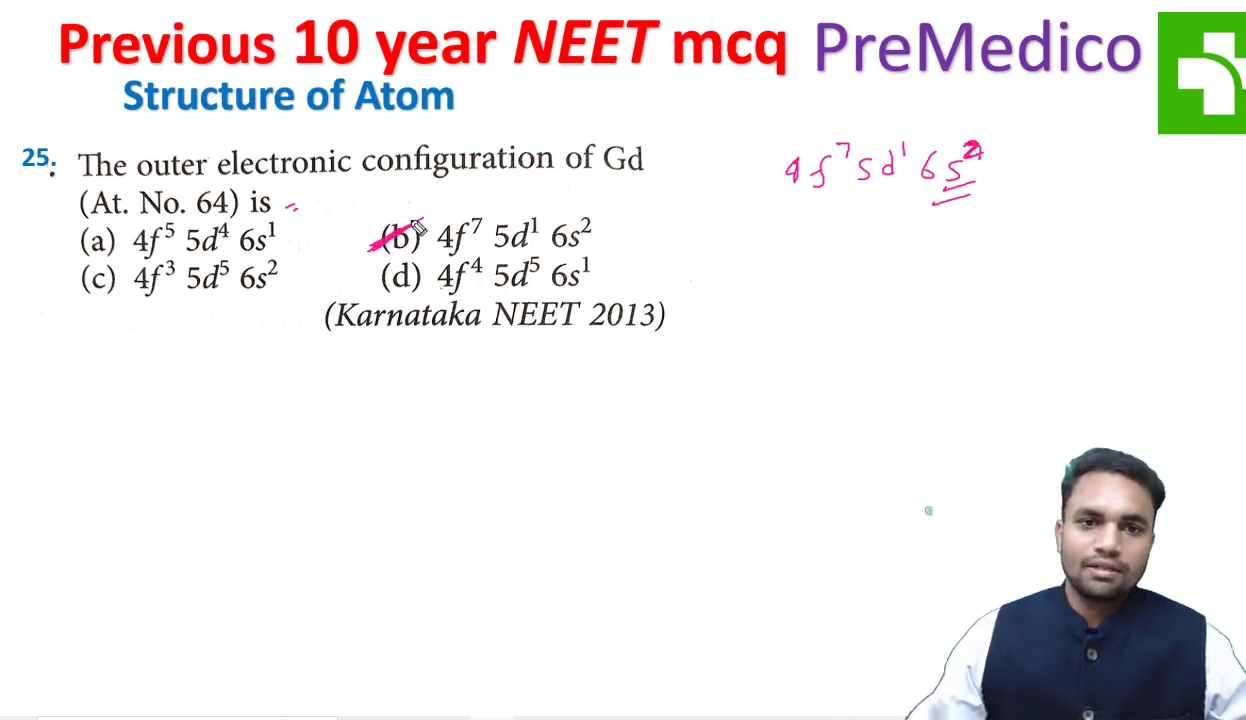 Previous 10 year NEET mcq PreMedico
Structure of Atom
25. The outer electronic configuration of Gd
(At. No. 64) is
(a) 4f⁵ 5d⁴ 6s¹ (b) 4f⁷ 5d¹ 6s²
(c) 4f³ 5d⁵ 6s² (d) 4f⁴ 5d⁵ 6s¹
(Karnataka NEET 2013)
4f⁷ 5d¹ 6s²